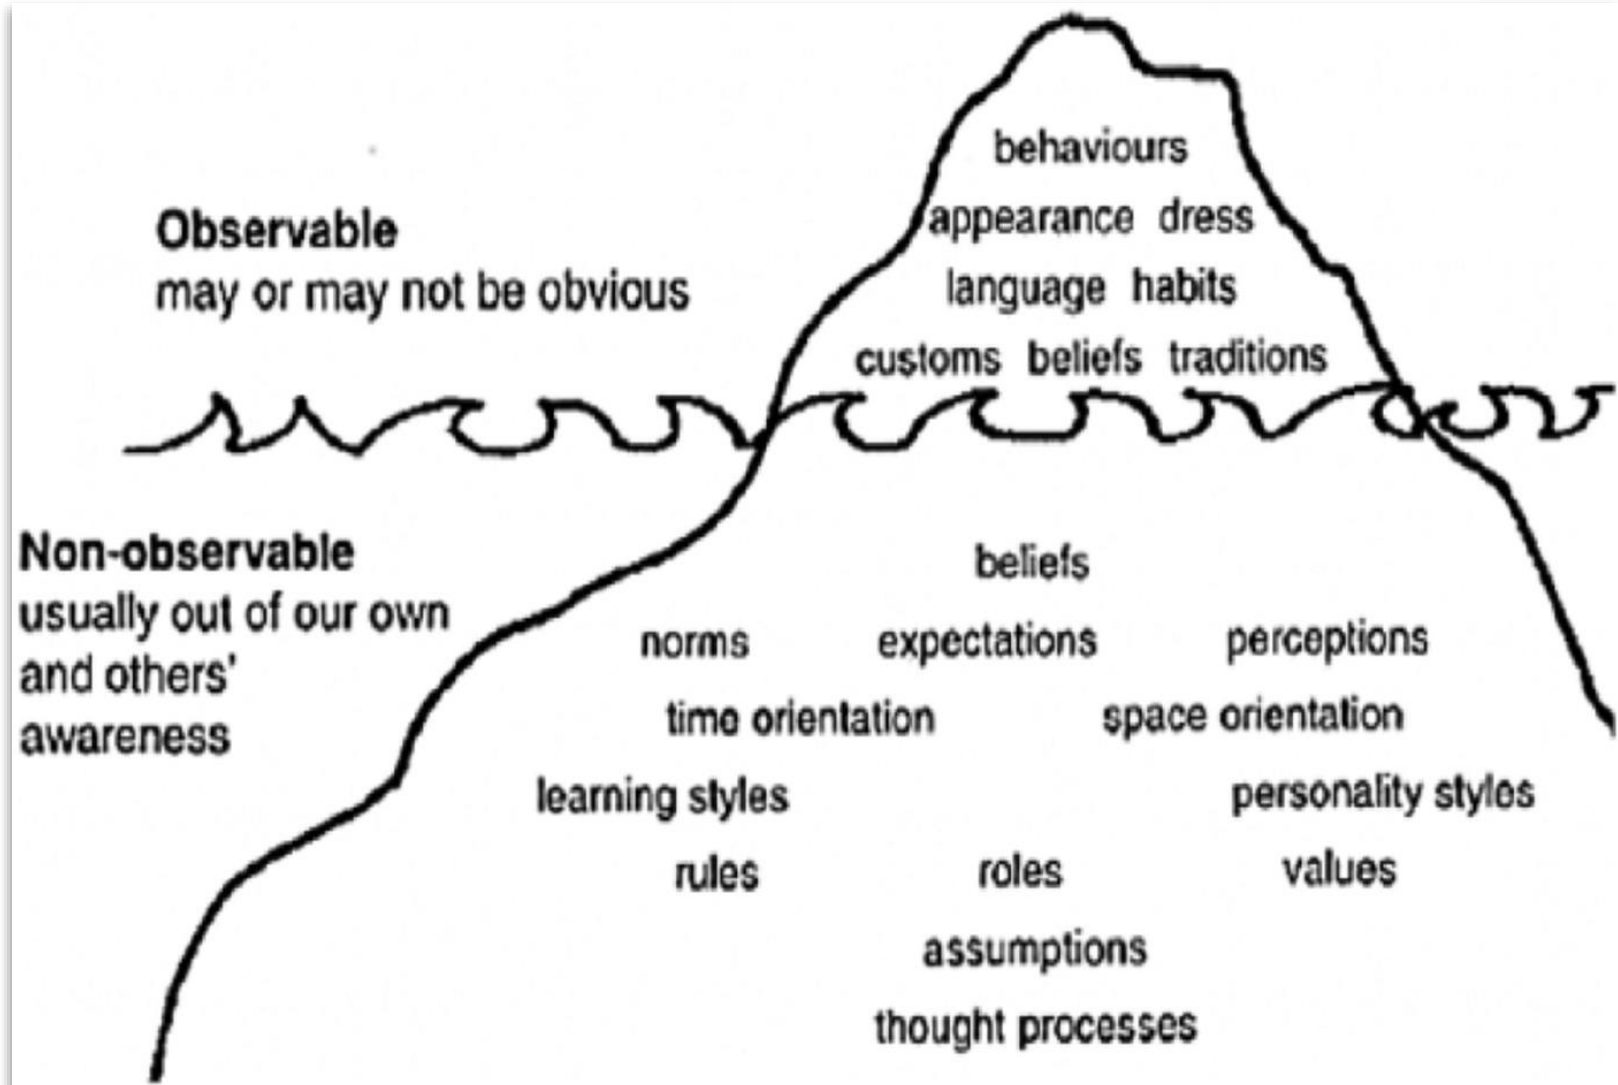 behaviours
appearance dress
Observable
may or may not be obvious
language habits
customs beliefs traditions
Non-observable
usually out of our own
and others'
awareness
beliefs
norms expectations perceptions
time orientation space orientation
learning styles personality styles
rules roles values
assumptions
thought processes